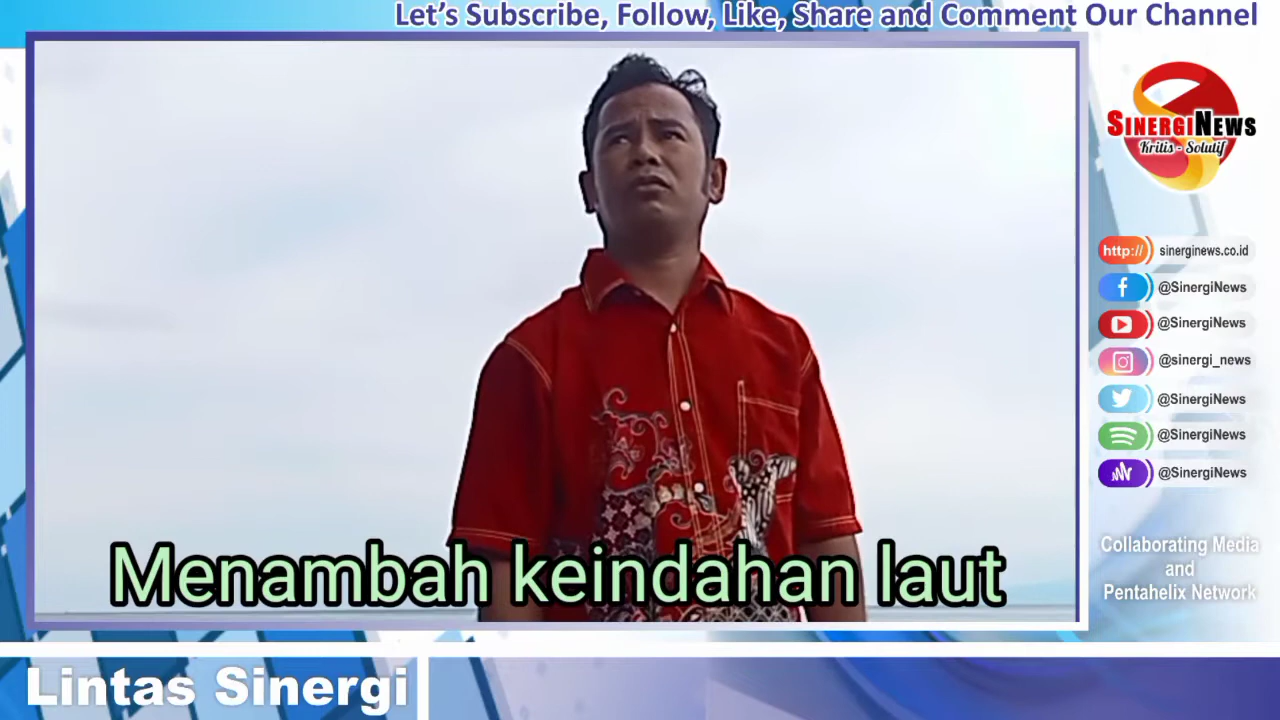 Let's Subscribe, Follow, Like, Share and Comment Our Channel
SINERGINEWS
Kritis - Solutif
http:// sinerginews.co.id
@SinergiNews
@SinergiNews
@sinergi_news
@SinergiNews
@SinergiNews
@SinergiNews
Collaborating Media
and
Pentahelix Network
Menambah keindahan laut
Lintas Sinergi